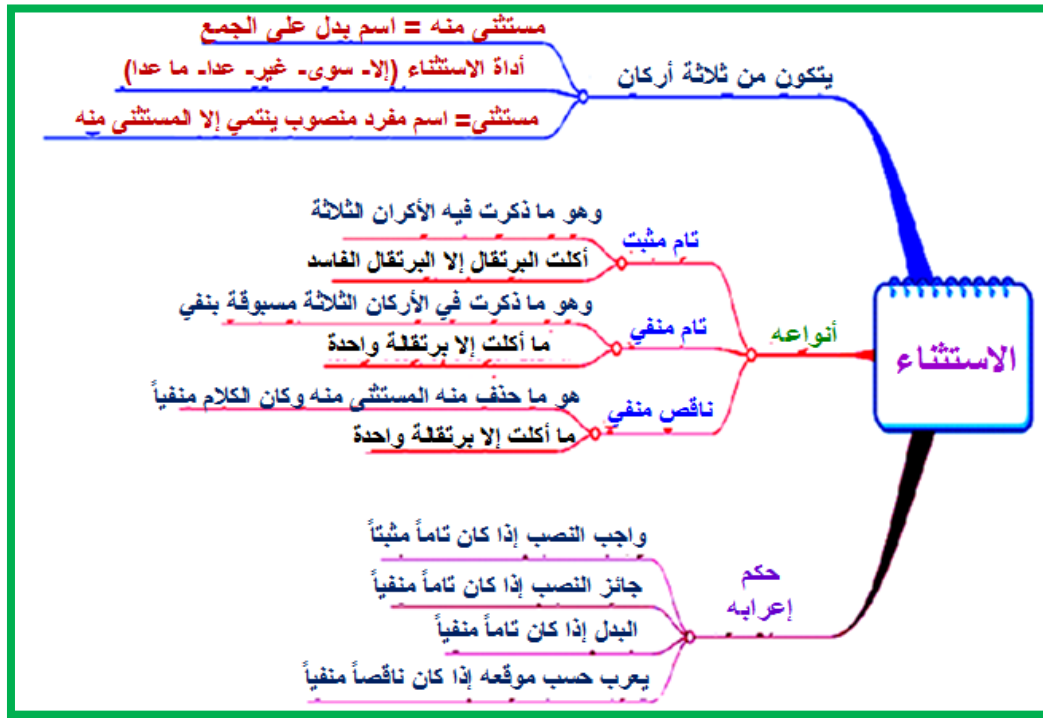 الاستثناء
يتكون من ثلاثة أركان
مستثنى منه = اسم يدل على الجمع
أداة الاستثناء (إلا- سوى- غير- عدا- ما عدا)
مستثنى= اسم مفرد منصوب ينتمي إلا المستثنى منه
أنواعه
تام مثبت
وهو ما ذكرت فيه الأكران الثلاثة
أكلت البرتقال إلا البرتقال الفاسد
تام منفي
وهو ما ذكرت في الأركان الثلاثة مسبوقة بنفي
ما أكلت إلا برتقالة واحدة
ناقص منفي
هو ما حذف منه المستثنى منه وكان الكلام منفياً
ما أكلت إلا برتقالة واحدة
حكم
إعرابه
واجب النصب إذا كان تاماً مثبتاً
جائز النصب إذا كان تاماً منفياً
البدل إذا كان تاماً منفياً
يعرب حسب موقعه إذا كان ناقصاً منفياً